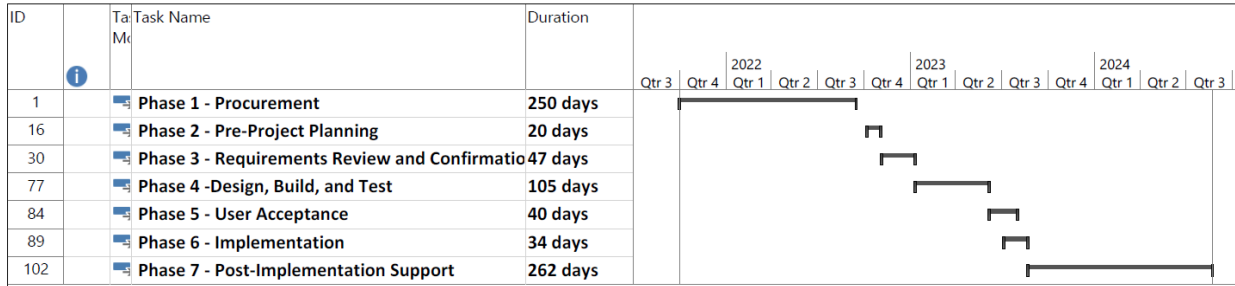 ID Ta Task Name Duration
Mo
2022 2023 2024
Qtr 3 Qtr 4 Qtr 1 Qtr 2 Qtr 3 Qtr 4 Qtr 1 Qtr 2 Qtr 3 Qtr 4 Qtr 1 Qtr 2 Qtr 3
1 Phase 1 - Procurement 250 days
16 Phase 2 - Pre-Project Planning 20 days
30 Phase 3 - Requirements Review and Confirmatio 47 days
77 Phase 4 -Design, Build, and Test 105 days
84 Phase 5 - User Acceptance 40 days
89 Phase 6 - Implementation 34 days
102 Phase 7 - Post-Implementation Support 262 days